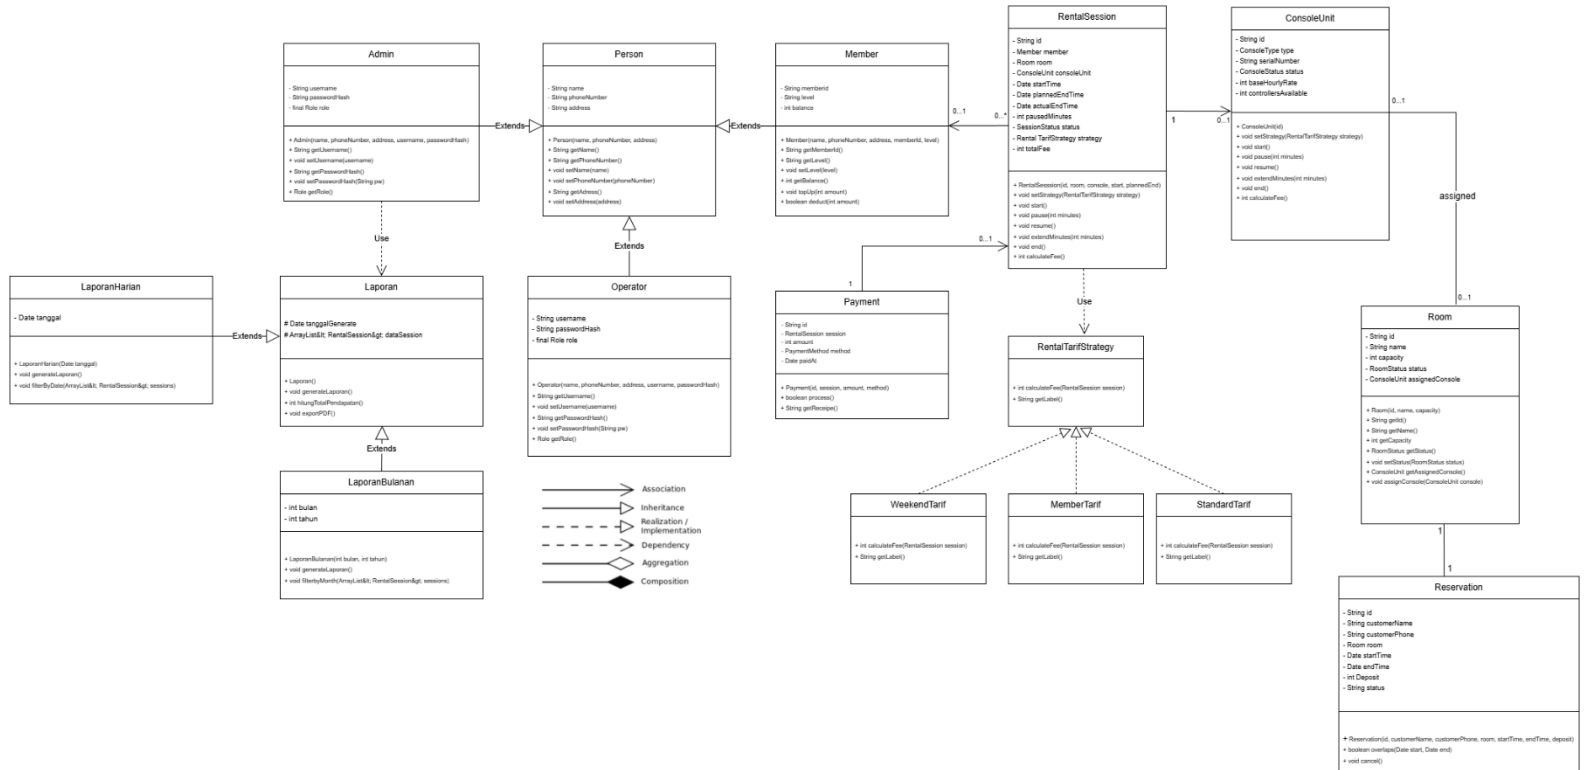 RentalSession
- String id
- Member member
- Room room
- ConsoleUnit consoleUnit
- Date startTime
- Date plannedEndTime
- Date actualEndTime
- int pausedMinutes
- SessionStatus status
- Rental TarifStrategy strategy
- int totalFee
+ RentalSesssion(id, room, console, start, plannedEnd)
+ void setStrategy(RentalTarifStrategy strategy)
+ void start()
+ void pause(int minutes)
+ void resume()
+ void extendMinutes(int minutes)
+ void end()
+ int calculateFee()
ConsoleUnit
- String id
- ConsoleType type
- String serialNumber
- ConsoleStatus status
- int baseHourlyRate
- int controllersAvailable
+ ConsoleUnit(id)
+ void setStrategy(RentalTarifStrategy strategy)
+ void start()
+ void pause(int minutes)
+ void resume()
+ void extendMinutes(int minutes)
+ void end()
+ int calculateFee()
Admin
- String username
- String passwordHash
- final Role role
+ Admin(name, phoneNumber, address, username, passwordHash)
+ String getUsername()
+ void setUsername(username)
+ String getPasswordHash()
+ void setPasswordHash(String pw)
+ Role getRole()
Extends
Person
- String name
- String phoneNumber
- String address
+ Person(name, phoneNumber, address)
+ String getName()
+ String getPhoneNumber()
+ void setName(name)
+ void setPhoneNumber(phoneNumber)
+ String getAdress()
+ void setAddress(address)
Extends
Member
- String memberId
- String level
- int balance
+ Member(name, phoneNumber, address, memberId, level)
+ String getMemberId()
+ String getLevel()
+ void setLevel(level)
+ int getBalance()
+ void topUp(int amount)
+ boolean deduct(int amount)
0...1
0...*
1
0...1
0...1
assigned
0...1
Use
Extends
0...1
1
Use
LaporanHarian
- Date tanggal
+ LaporanHarian(Date tanggal)
+ void generateLaporan()
+ void filterByDate(ArrayList&lt; RentalSession&gt; sessions)
Extends
Laporan
# Date tanggalGenerate
# ArrayList&lt; RentalSession&gt; dataSession
+ Laporan()
+ void generateLaporan()
+ int hitungTotalPendapatan()
+ void exportPDF()
Extends
Operator
- String username
- String passwordHash
- final Role role
+ Operator(name, phoneNumber, address, username, passwordHash)
+ String getUsername()
+ void setUsername(username)
+ String getPasswordHash()
+ void setPasswordHash(String pw)
+ Role getRole()
Payment
- String id
- RentalSession session
- int amount
- PaymentMethod method
- Date paidAt
+ Payment(id, session, amount, method)
+ boolean process()
+ String getReceipe()
RentalTarifStrategy
+ int calculateFee(RentalSession session)
+ String getLabel()
Room
- String id
- String name
- int capacity
- RoomStatus status
- ConsoleUnit assignedConsole
+ Room(id, name, capacity)
+ String getId()
+ String getName()
+ int getCapacity
+ RoomStatus getStatus()
+ void setStatus(RoomStatus status)
+ ConsoleUnit getAssignedConsole()
+ void assignConsole(ConsoleUnit console)
LaporanBulanan
- int bulan
- int tahun
+ LaporanBulanan(int bulan, int tahun)
+ void generateLaporan()
+ void filterbyMonth(ArrayList&lt; RentalSession&gt; sessions)
Association
Inheritance
Realization /
Implementation
Dependency
Aggregation
Composition
WeekendTarif
+ int calculateFee(RentalSession session)
+ String getLabel()
MemberTarif
+ int calculateFee(RentalSession session)
+ String getLabel()
StandardTarif
+ int calculateFee(RentalSession session)
+ String getLabel()
1
1
Reservation
- String id
- String customerName
- String customerPhone
- Room room
- Date startTime
- Date endTime
- int Deposit
- String status
+ Reservation(id, customerName, customerPhone, room, startTime, endTime, deposit)
+ boolean overlaps(Date start, Date end)
+ void cancel()